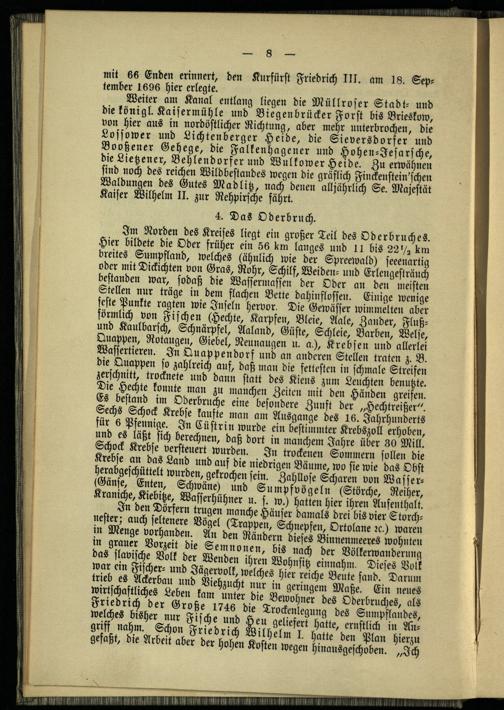 — 8 —
mit 66 Enden erinnert, den Kurfürst Friedrich III. am 18. Sep-
tember 1696 hier erlegte.
Weiter am Kanal entlang liegen die Müllroser Stadt- und
die königl. Kaisermühle und Biegenbrücker Forst bis Brieskow,
von hier aus in nordöstlicher Richtung, aber mehr unterbrochen, die
Lossower und Lichtenberger Heide, die Sieversdorfer und
Booßener Gehege, die Falkenhagener und Hohen-Jesarsche,
die Lietzener, Behlendorfer und Wulkower Heide. Zu erwähnen
sind noch des reichen Wildbestandes wegen die gräflich Finckenstein'schen
Waldungen des Gutes Madlitz, nach denen alljährlich Se. Majestät
Kaiser Wilhelm II. zur Rehpirsche fährt.
4. Das Oderbruch.
Im Norden des Kreises liegt ein großer Teil des Oderbruches.
Hier bildete die Oder früher ein 56 km langes und 11 bis 22½ km
breites Sumpfland, welches (ähnlich wie der Spreewald) seeenartig
oder mit Dickichten von Gras, Rohr, Schilf, Weiden- und Erlengesträuch
bestanden war, sodaß die Wassermassen der Oder an den meisten
Stellen nur träge in dem flachen Bette dahinflossen. Einige wenige
feste Punkte ragten wie Inseln hervor. Die Gewässer wimmelten aber
förmlich von Fischen (Hechte, Karpfen, Bleie, Aale, Zander, Fluß-
und Kaulbarsch, Schnärpfel, Aaland, Güste, Schleie, Barben, Welse,
Quappen, Rotaugen, Giebel, Neunaugen u. a.), Krebsen und allerlei
Wassertieren. In Quappendorf und an anderen Stellen traten z. B.
die Quappen so zahlreich auf, daß man die fettesten in schmale Streifen
zerschnitt, trocknete und dann statt des Kiens zum Leuchten benutzte.
Die Hechte konnte man zu manchen Zeiten mit den Händen greifen.
Es bestand im Oderbruche eine besondere Zunft der „Hechtreißer“.
Sechs Schock Krebse kaufte man am Ausgange des 16. Jahrhunderts
für 6 Pfennige. In Cüstrin wurde ein bestimmter Krebszoll erhoben,
und es läßt sich berechnen, daß dort in manchem Jahre über 30 Mill.
Schock Krebse versteuert wurden. In trockenen Sommern sollen die
Krebse an das Land und auf die niedrigen Bäume, wo sie wie das Obst
herabgeschüttelt wurden, gekrochen sein. Zahllose Scharen von Wasser-
(Gänse, Enten, Schwäne) und Sumpfvögeln (Störche, Reiher,
Kraniche, Kiebitze, Wasserhühner u. s. w.) hatten hier ihren Aufenthalt.
In den Dörfern trugen manche Häuser damals drei bis vier Storch-
nester; auch seltenere Vögel (Trappen, Schnepfen, Ortolane ꝛc.) waren
in Menge vorhanden. An den Rändern dieses Binnenmeeres wohnten
in grauer Vorzeit die Semnonen, bis nach der Völkerwanderung
das slavische Volk der Wenden ihren Wohnsitz einnahm. Dieses Volk
war ein Fischer- und Jägervolk, welches hier reiche Beute fand. Darum
trieb es Ackerbau und Viehzucht nur in geringem Maße. Ein neues
wirtschaftliches Leben kam unter die Bewohner des Oderbruches, als
Friedrich der Große 1746 die Trockenlegung des Sumpflandes,
welches bisher nur Fische und Heu geliefert hatte, ernstlich in An-
griff nahm. Schon Friedrich Wilhelm I. hatte den Plan hierzu
gefaßt, die Arbeit aber der hohen Kosten wegen hinausgeschoben. „Ich